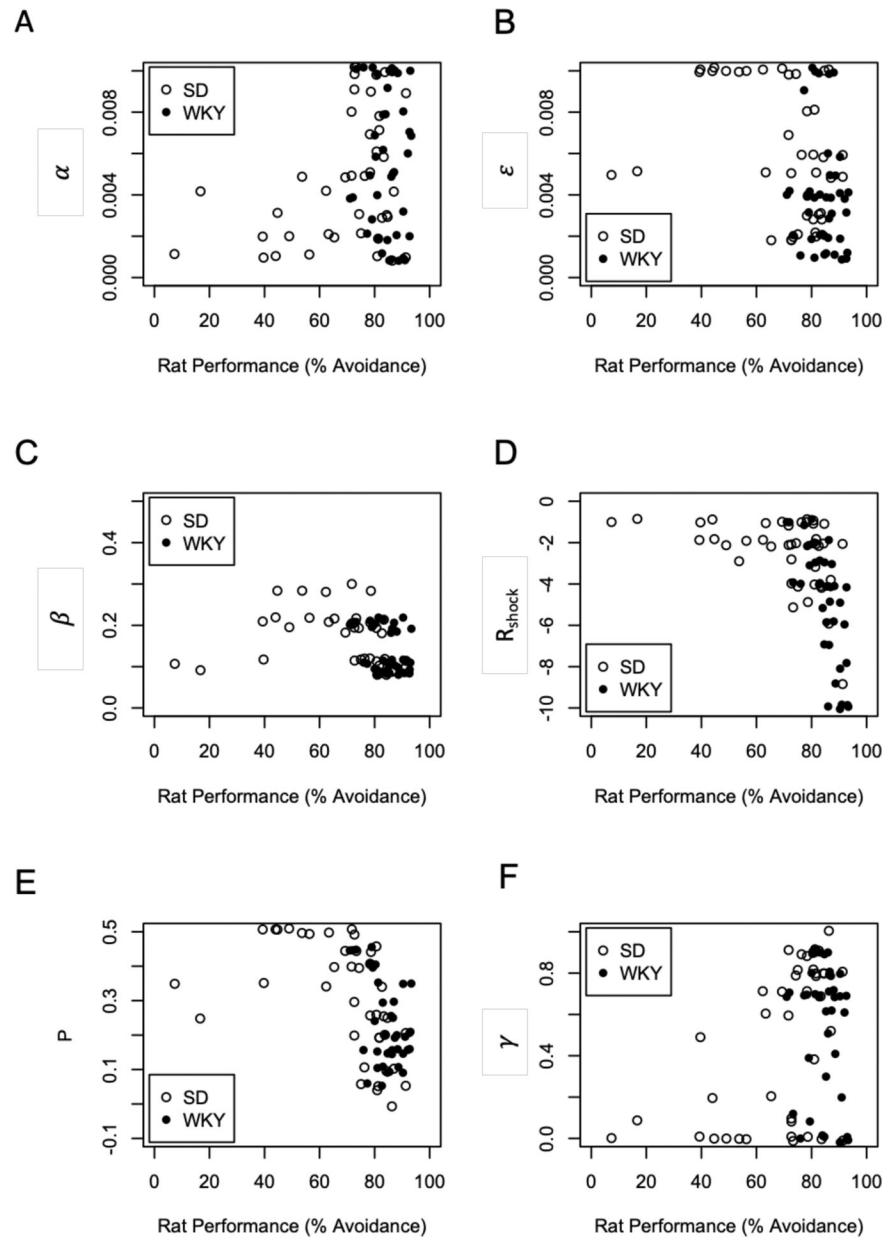 A
α
0.000 0.004 0.008
SD
WKY
0 20 40 60 80 100
Rat Performance (% Avoidance)
B
ε
0.000 0.004 0.008
SD
WKY
0 20 40 60 80 100
Rat Performance (% Avoidance)
C
β
0.0 0.2 0.4
SD
WKY
0 20 40 60 80 100
Rat Performance (% Avoidance)
D
Rshock
-10 -8 -6 -4 -2 0
SD
WKY
0 20 40 60 80 100
Rat Performance (% Avoidance)
E
P
-0.1 0.1 0.3 0.5
SD
WKY
0 20 40 60 80 100
Rat Performance (% Avoidance)
F
γ
0.0 0.4 0.8
SD
WKY
0 20 40 60 80 100
Rat Performance (% Avoidance)